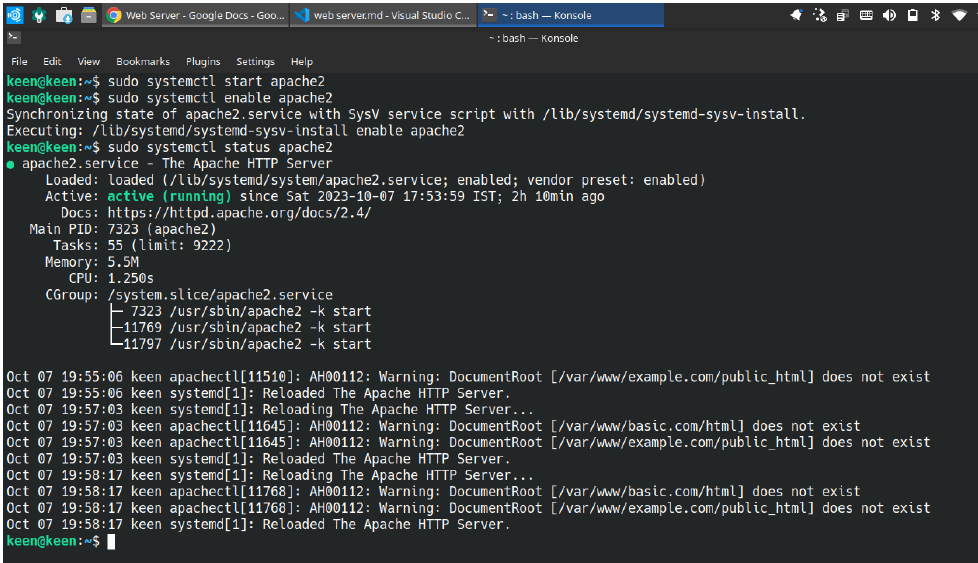 Web Server - Google Docs - Goo...
web server.md - Visual Studio C...
~ : bash — Konsole
~ : bash — Konsole
File Edit View Bookmarks Plugins Settings Help
keen@keen:~$ sudo systemctl start apache2
keen@keen:~$ sudo systemctl enable apache2
Synchronizing state of apache2.service with SysV service script with /lib/systemd/systemd-sysv-install.
Executing: /lib/systemd/systemd-sysv-install enable apache2
keen@keen:~$ sudo systemctl status apache2
● apache2.service - The Apache HTTP Server
Loaded: loaded (/lib/systemd/system/apache2.service; enabled; vendor preset: enabled)
Active: active (running) since Sat 2023-10-07 17:53:59 IST; 2h 10min ago
Docs: https://httpd.apache.org/docs/2.4/
Main PID: 7323 (apache2)
Tasks: 55 (limit: 9222)
Memory: 5.5M
CPU: 1.250s
CGroup: /system.slice/apache2.service
├─ 7323 /usr/sbin/apache2 -k start
├─11769 /usr/sbin/apache2 -k start
└─11797 /usr/sbin/apache2 -k start
Oct 07 19:55:06 keen apachectl[11510]: AH00112: Warning: DocumentRoot [/var/www/example.com/public_html] does not exist
Oct 07 19:55:06 keen systemd[1]: Reloaded The Apache HTTP Server.
Oct 07 19:57:03 keen systemd[1]: Reloading The Apache HTTP Server...
Oct 07 19:57:03 keen apachectl[11645]: AH00112: Warning: DocumentRoot [/var/www/basic.com/html] does not exist
Oct 07 19:57:03 keen apachectl[11645]: AH00112: Warning: DocumentRoot [/var/www/example.com/public_html] does not exist
Oct 07 19:57:03 keen systemd[1]: Reloaded The Apache HTTP Server.
Oct 07 19:58:17 keen systemd[1]: Reloading The Apache HTTP Server...
Oct 07 19:58:17 keen apachectl[11768]: AH00112: Warning: DocumentRoot [/var/www/basic.com/html] does not exist
Oct 07 19:58:17 keen apachectl[11768]: AH00112: Warning: DocumentRoot [/var/www/example.com/public_html] does not exist
Oct 07 19:58:17 keen systemd[1]: Reloaded The Apache HTTP Server.
keen@keen:~$